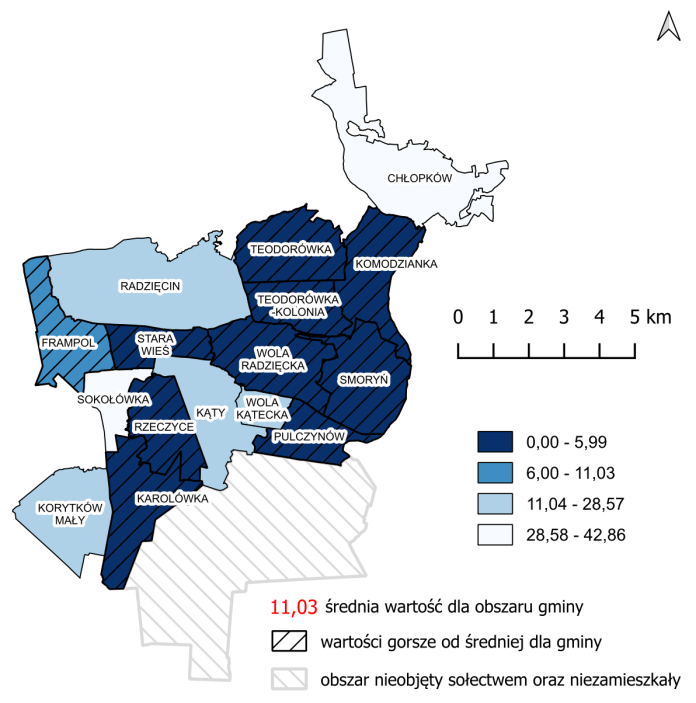 CHŁOPKÓW
TEODORÓWKA
KOMODZIANKA
RADZIĘCIN
TEODORÓWKA
-KOLONIA
0 1 2 3 4 5 km
FRAMPOL
STARA
WIEŚ
WOLA
RADZIĘCKA
SMORYŃ
SOKOŁÓWKA
KĄTY
WOLA
KĄTECKA
RZECZYCE
PULCZYNÓW
0,00 - 5,99
6,00 - 11,03
11,04 - 28,57
28,58 - 42,86
KAROLÓWKA
KORYTKÓW
MAŁY
11,03 średnia wartość dla obszaru gminy
wartości gorsze od średniej dla gminy
obszar nieobjęty sołectwem oraz niezamieszkały